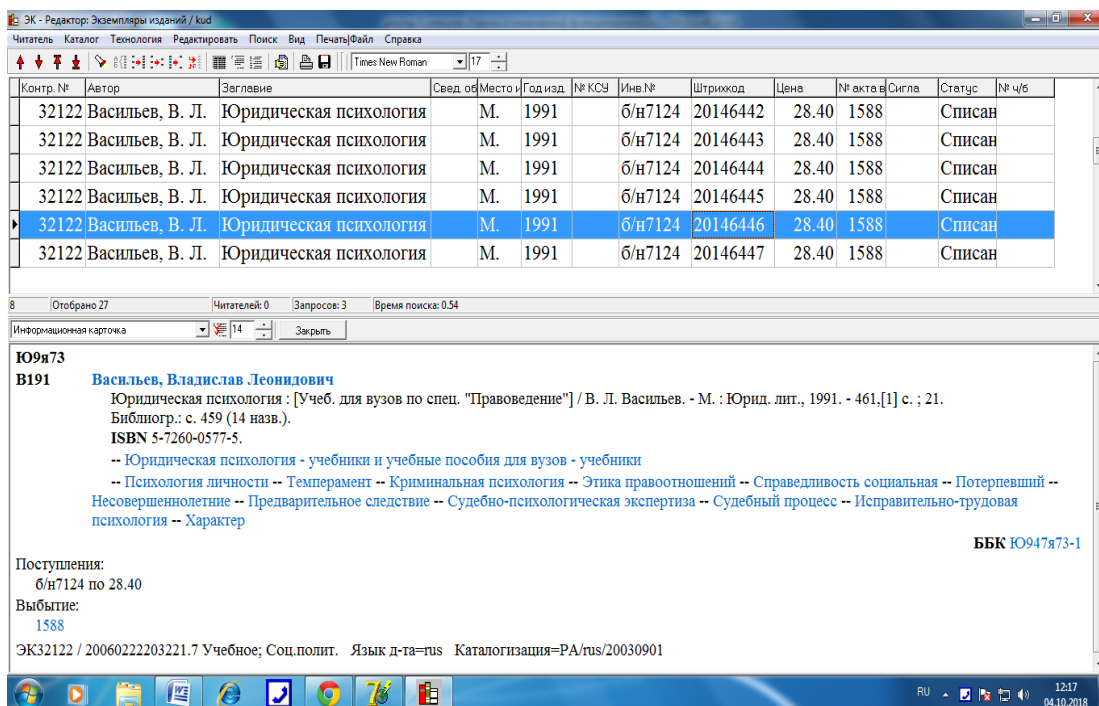 ЭК - Редактор: Экземпляры изданий / kud
Читатель Каталог Технология Редактировать Поиск Вид Печать|Файл Справка
Times New Roman 17
Контр. № Автор Заглавие Свед. об Место и Год изд. № КСУ Инв.№ Штрихкод Цена № акта в Сигла Статус № ч/б
32122 Васильев, В. Л. Юридическая психология М. 1991 б/н7124 20146442 28.40 1588 Списан
32122 Васильев, В. Л. Юридическая психология М. 1991 б/н7124 20146443 28.40 1588 Списан
32122 Васильев, В. Л. Юридическая психология М. 1991 б/н7124 20146444 28.40 1588 Списан
32122 Васильев, В. Л. Юридическая психология М. 1991 б/н7124 20146445 28.40 1588 Списан
32122 Васильев, В. Л. Юридическая психология М. 1991 б/н7124 20146446 28.40 1588 Списан
32122 Васильев, В. Л. Юридическая психология М. 1991 б/н7124 20146447 28.40 1588 Списан
8 Отобрано 27 Читателей: 0 Запросов: 3 Время поиска: 0.54
Информационная карточка 14 Закрыть
Ю9я73
В191 Васильев, Владислав Леонидович
Юридическая психология : [Учеб. для вузов по спец. "Правоведение"] / В. Л. Васильев. - М. : Юрид. лит., 1991. - 461,[1] с. ; 21.
Библиогр.: с. 459 (14 назв.).
ISBN 5-7260-0577-5.
-- Юридическая психология - учебники и учебные пособия для вузов - учебники
-- Психология личности -- Темперамент -- Криминальная психология -- Этика правоотношений -- Справедливость социальная -- Потерпевший --
Несовершеннолетние -- Предварительное следствие -- Судебно-психологическая экспертиза -- Судебный процесс -- Исправительно-трудовая
психология -- Характер
ББК Ю947я73-1
Поступления:
б/н7124 по 28.40
Выбытие:
1588
ЭК32122 / 20060222203221.7 Учебное; Соц.полит. Язык д-та=rus Каталогизация=РА/rus/20030901
RU 12:17
04.10.2018